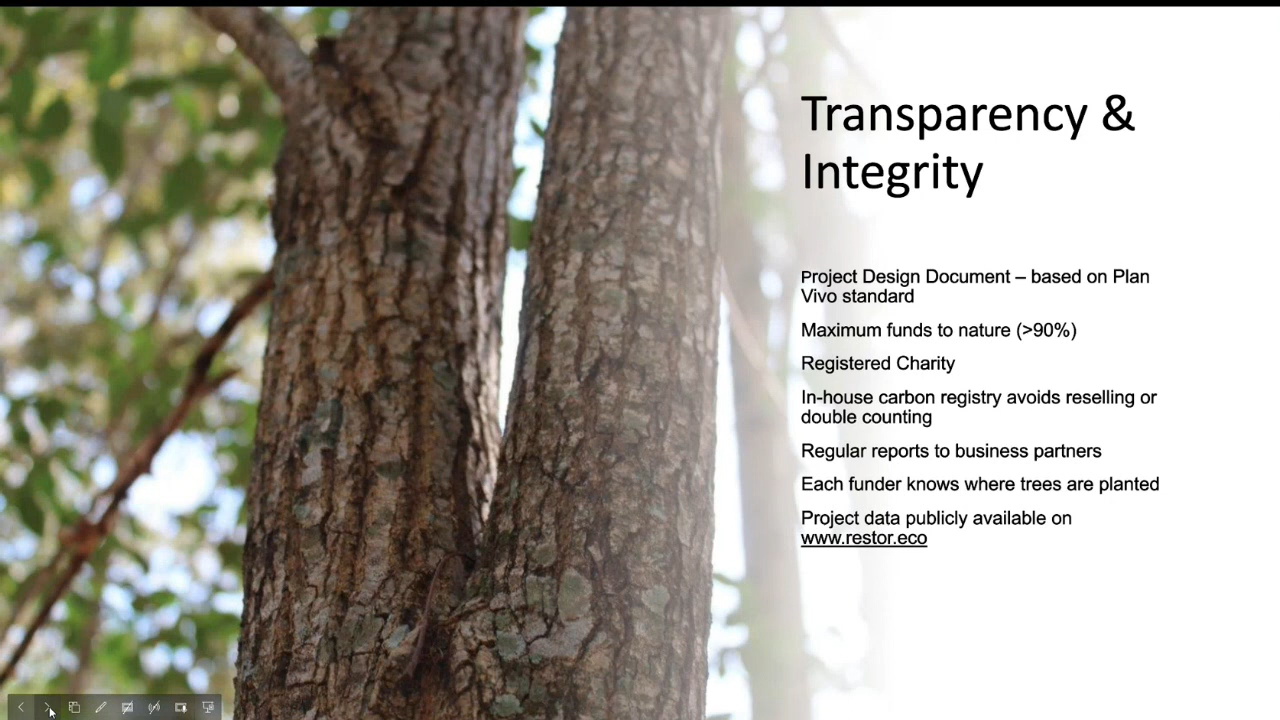 Transparency &
Integrity
Project Design Document – based on Plan
Vivo standard
Maximum funds to nature (>90%)
Registered Charity
In-house carbon registry avoids reselling or
double counting
Regular reports to business partners
Each funder knows where trees are planted
Project data publicly available on
www.restor.eco